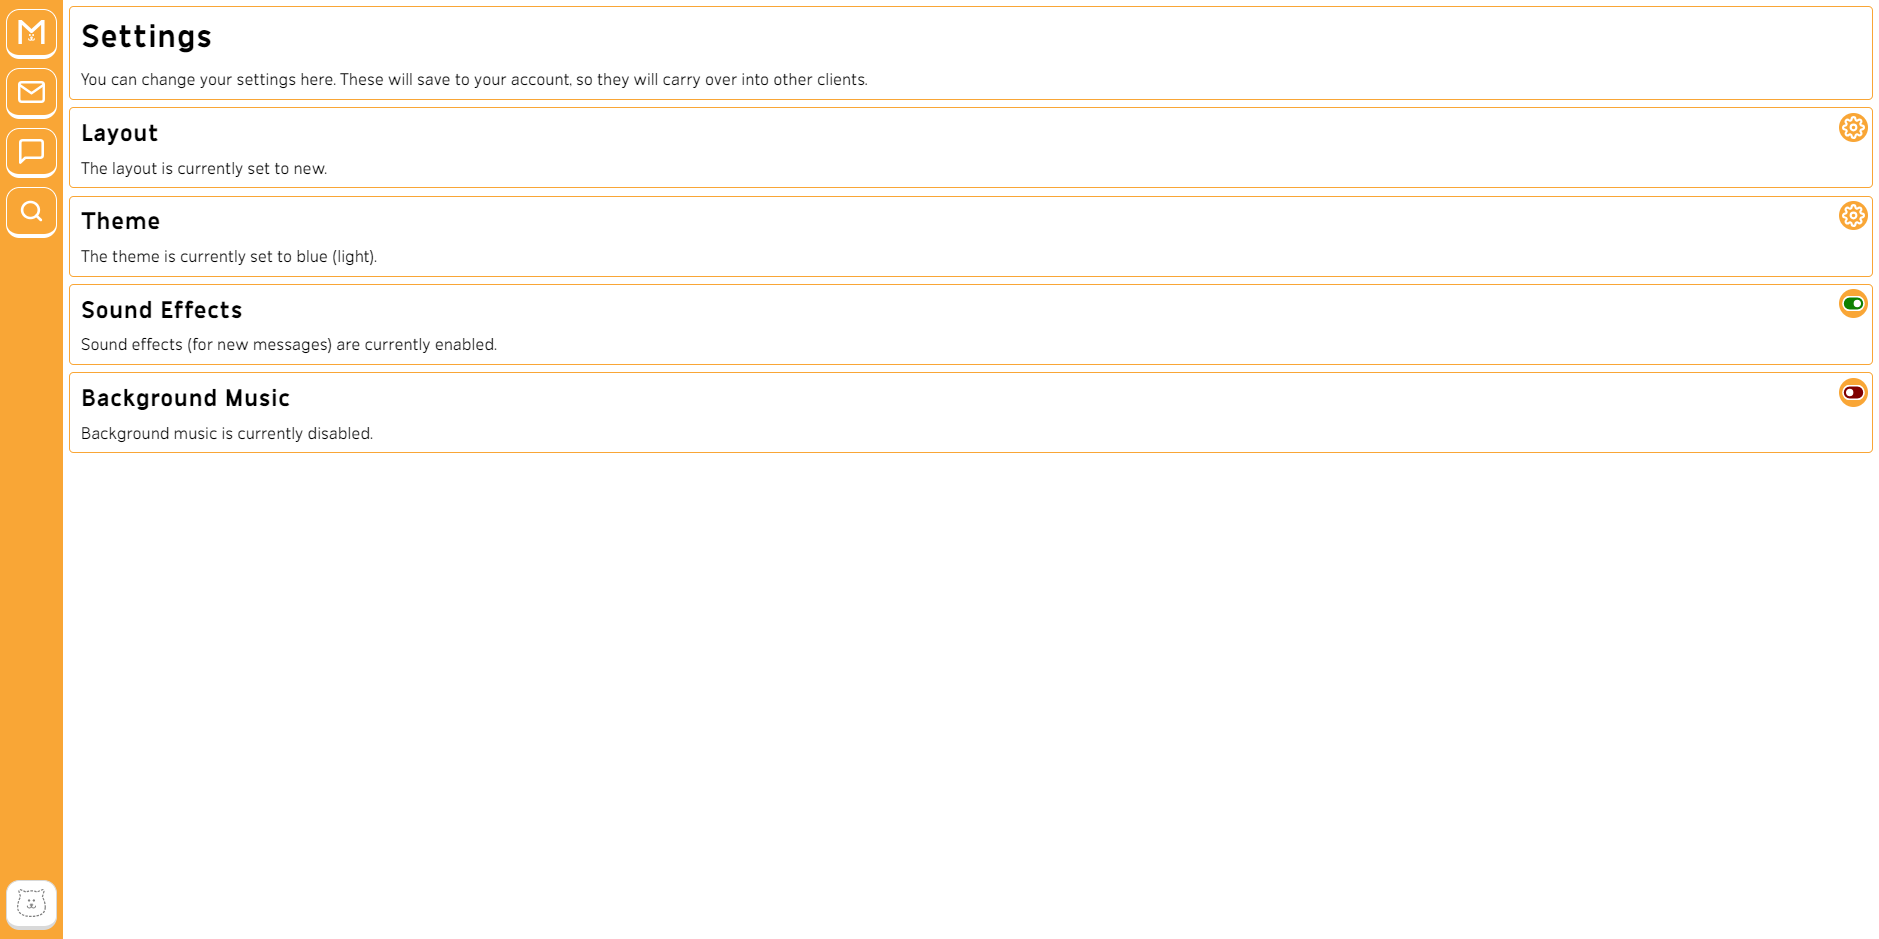 M
Settings
You can change your settings here. These will save to your account, so they will carry over into other clients.
Layout
The layout is currently set to new.
Theme
The theme is currently set to blue (light).
Sound Effects
Sound effects (for new messages) are currently enabled.
Background Music
Background music is currently disabled.